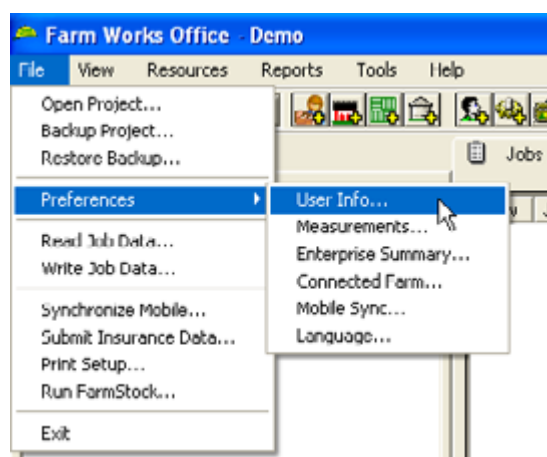 Farm Works Office - Demo
File View Resources Reports Tools Help
Open Project...
Backup Project...
Restore Backup...
Jobs
Preferences
User Info...
Measurements...
Enterprise Summary...
Connected Farm...
Mobile Sync...
Language...
Read Job Data...
Write Job Data...
Synchronize Mobile...
Submit Insurance Data...
Print Setup...
Run FarmStock...
Exit